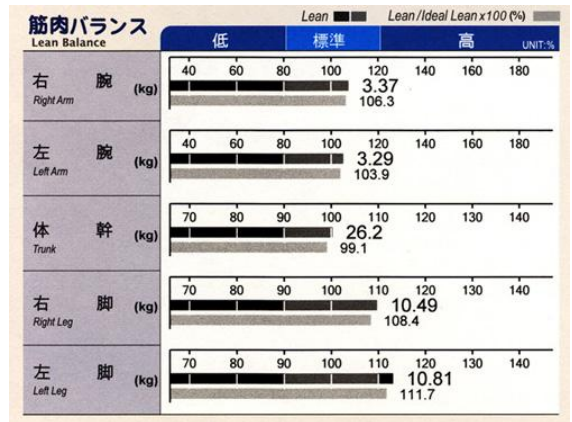 筋肉バランス
Lean Balance
Lean
Lean/Ideal Lean x100 (%)
低 標準 高 UNIT:%
右腕 (kg)
Right Arm
40 60 80 100 120 140 160 180
3.37
106.3
左腕 (kg)
Left Arm
40 60 80 100 120 140 160 180
3.29
103.9
体幹 (kg)
Trunk
70 80 90 100 110 120 130 140
26.2
99.1
右脚 (kg)
Right Leg
70 80 90 100 110 120 130 140
10.49
108.4
左脚 (kg)
Left Leg
70 80 90 100 110 120 130 140
10.81
111.7